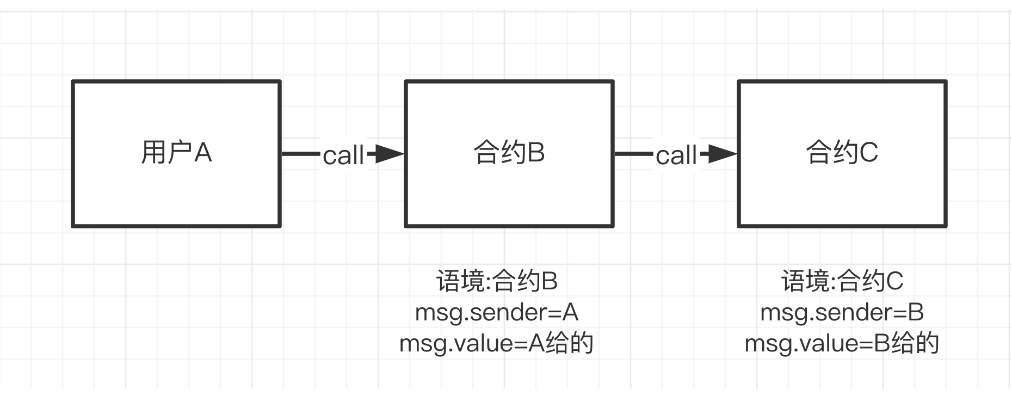 用户A
call
合约B
call
合约C
语境:合约B
msg.sender=A
msg.value=A给的
语境:合约C
msg.sender=B
msg.value=B给的